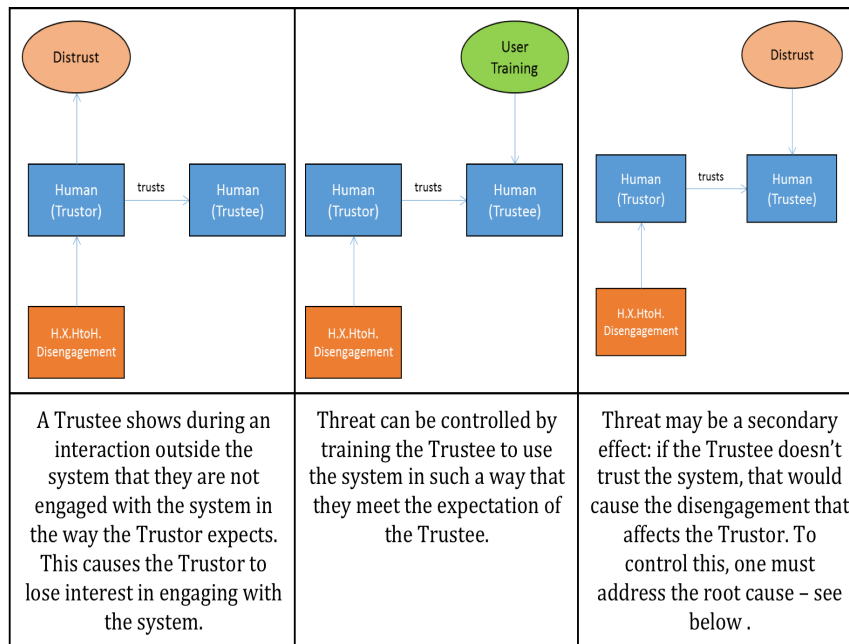 Distrust
Human
(Trustor)
trusts
Human
(Trustee)
H.X.HtoH.
Disengagement
User
Training
Human
(Trustor)
trusts
Human
(Trustee)
H.X.HtoH.
Disengagement
Distrust
Human
(Trustor)
trusts
Human
(Trustee)
H.X.HtoH.
Disengagement
A Trustee shows during an
interaction outside the
system that they are not
engaged with the system in
the way the Trustor expects.
This causes the Trustor to
lose interest in engaging with
the system.
Threat can be controlled by
training the Trustee to use
the system in such a way that
they meet the expectation of
the Trustee.
Threat may be a secondary
effect: if the Trustee doesn’t
trust the system, that would
cause the disengagement that
affects the Trustor. To
control this, one must
address the root cause – see
below .